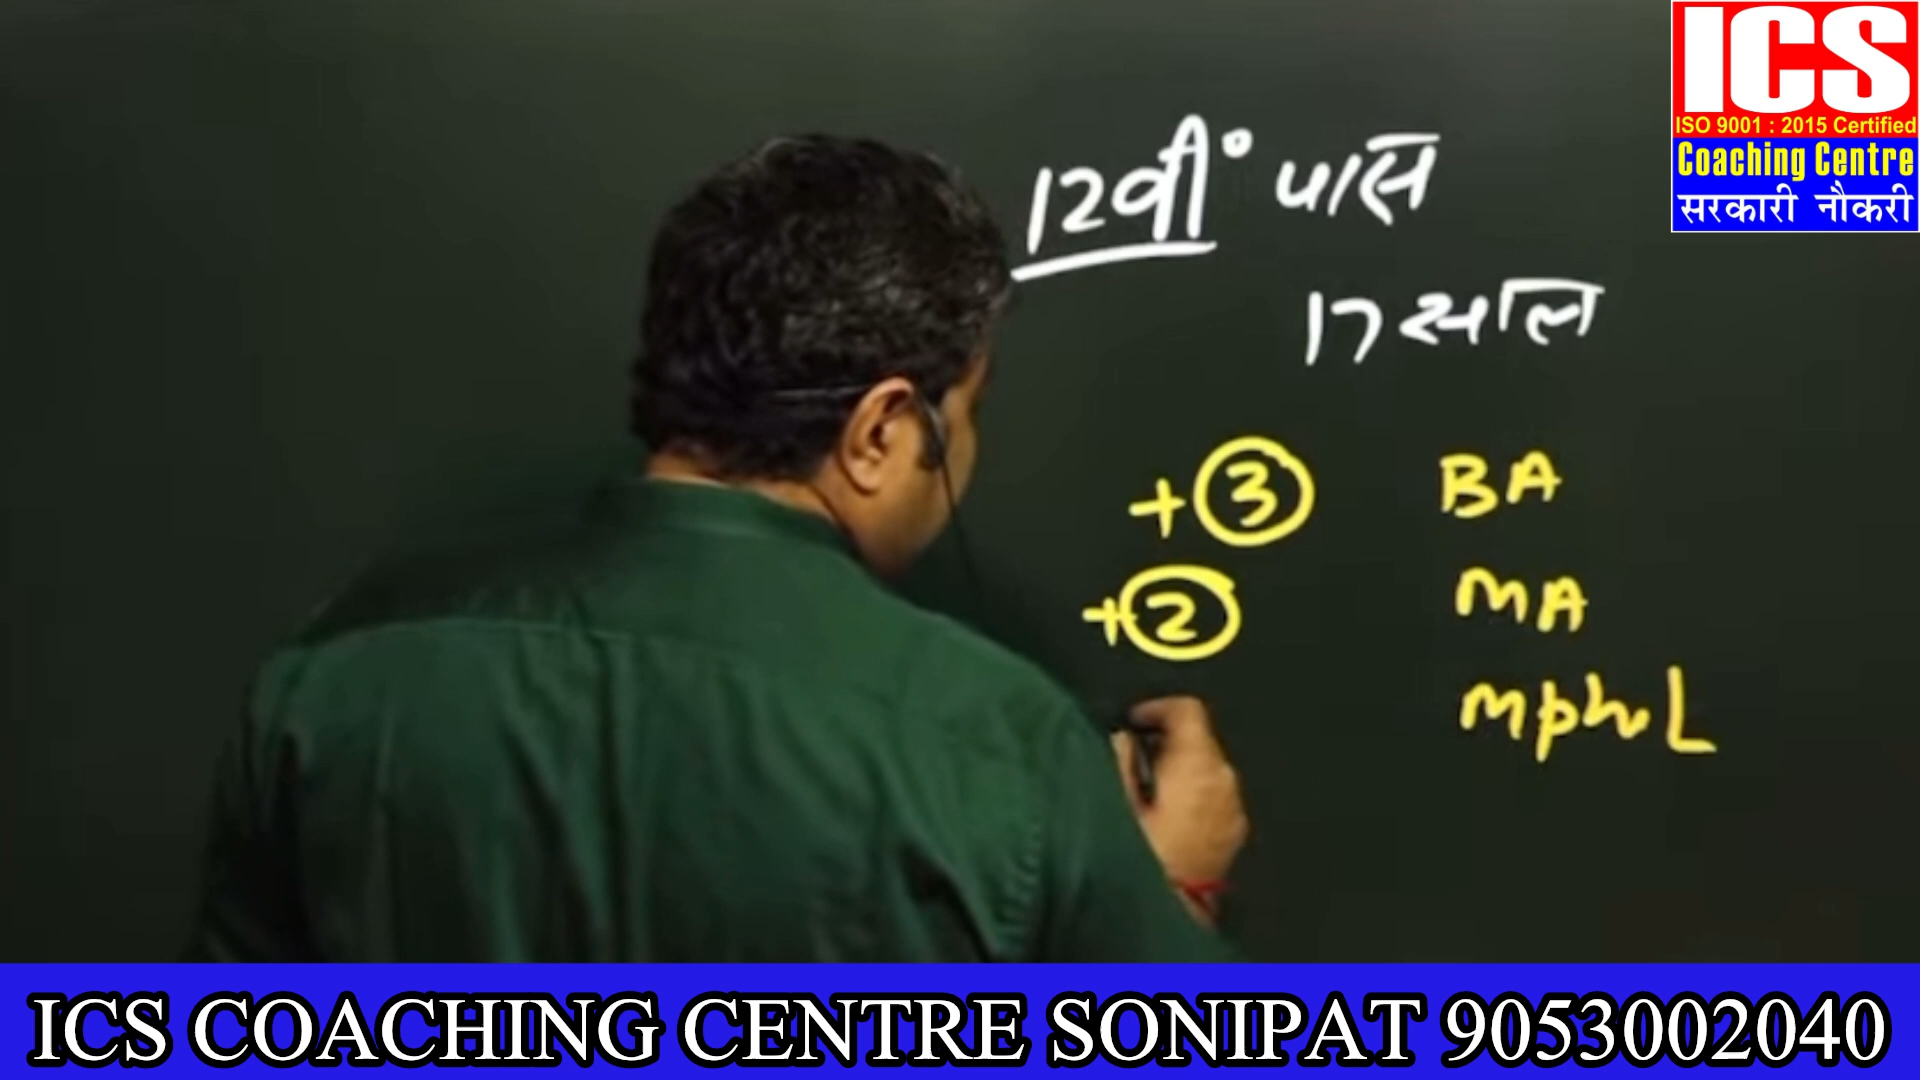 ICS
ISO 9001 : 2015 Certified
Coaching Centre
सरकारी नौकरी
12वीं पास
17 साल
+ 3 BA
+ 2 MA
mphil
ICS COACHING CENTRE SONIPAT 9053002040